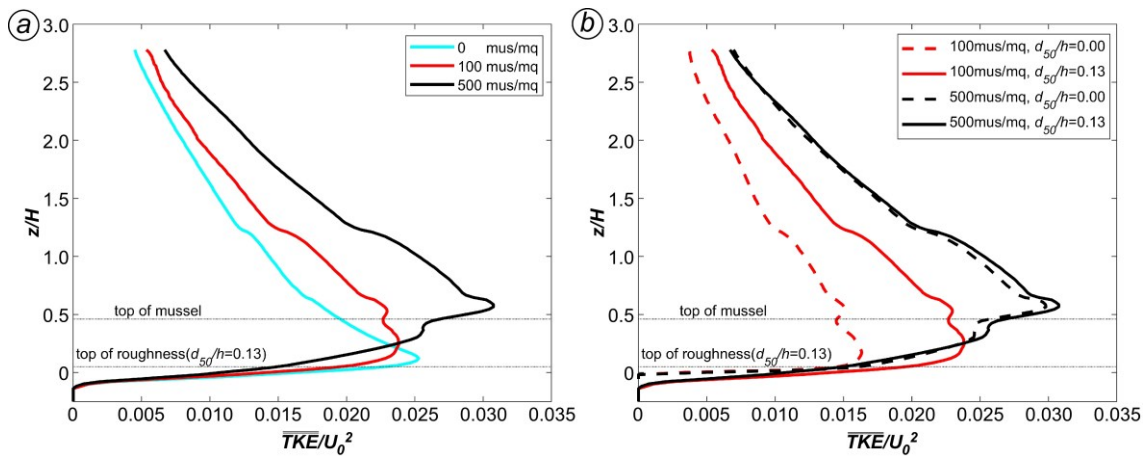 a
3.0
2.5
2.0
1.5
1.0
0.5
0
z/H
0 mus/mq
100 mus/mq
500 mus/mq
top of mussel
top of roughness(d50/h=0.13)
0 0.005 0.010 0.015 0.020 0.025 0.030 0.035
TKE/U0²
b
3.0
2.5
2.0
1.5
1.0
0.5
0
z/H
100mus/mq, d50/h=0.00
100mus/mq, d50/h=0.13
500mus/mq, d50/h=0.00
500mus/mq, d50/h=0.13
top of mussel
top of roughness(d50/h=0.13)
0 0.005 0.010 0.015 0.020 0.025 0.030 0.035
TKE/U0²